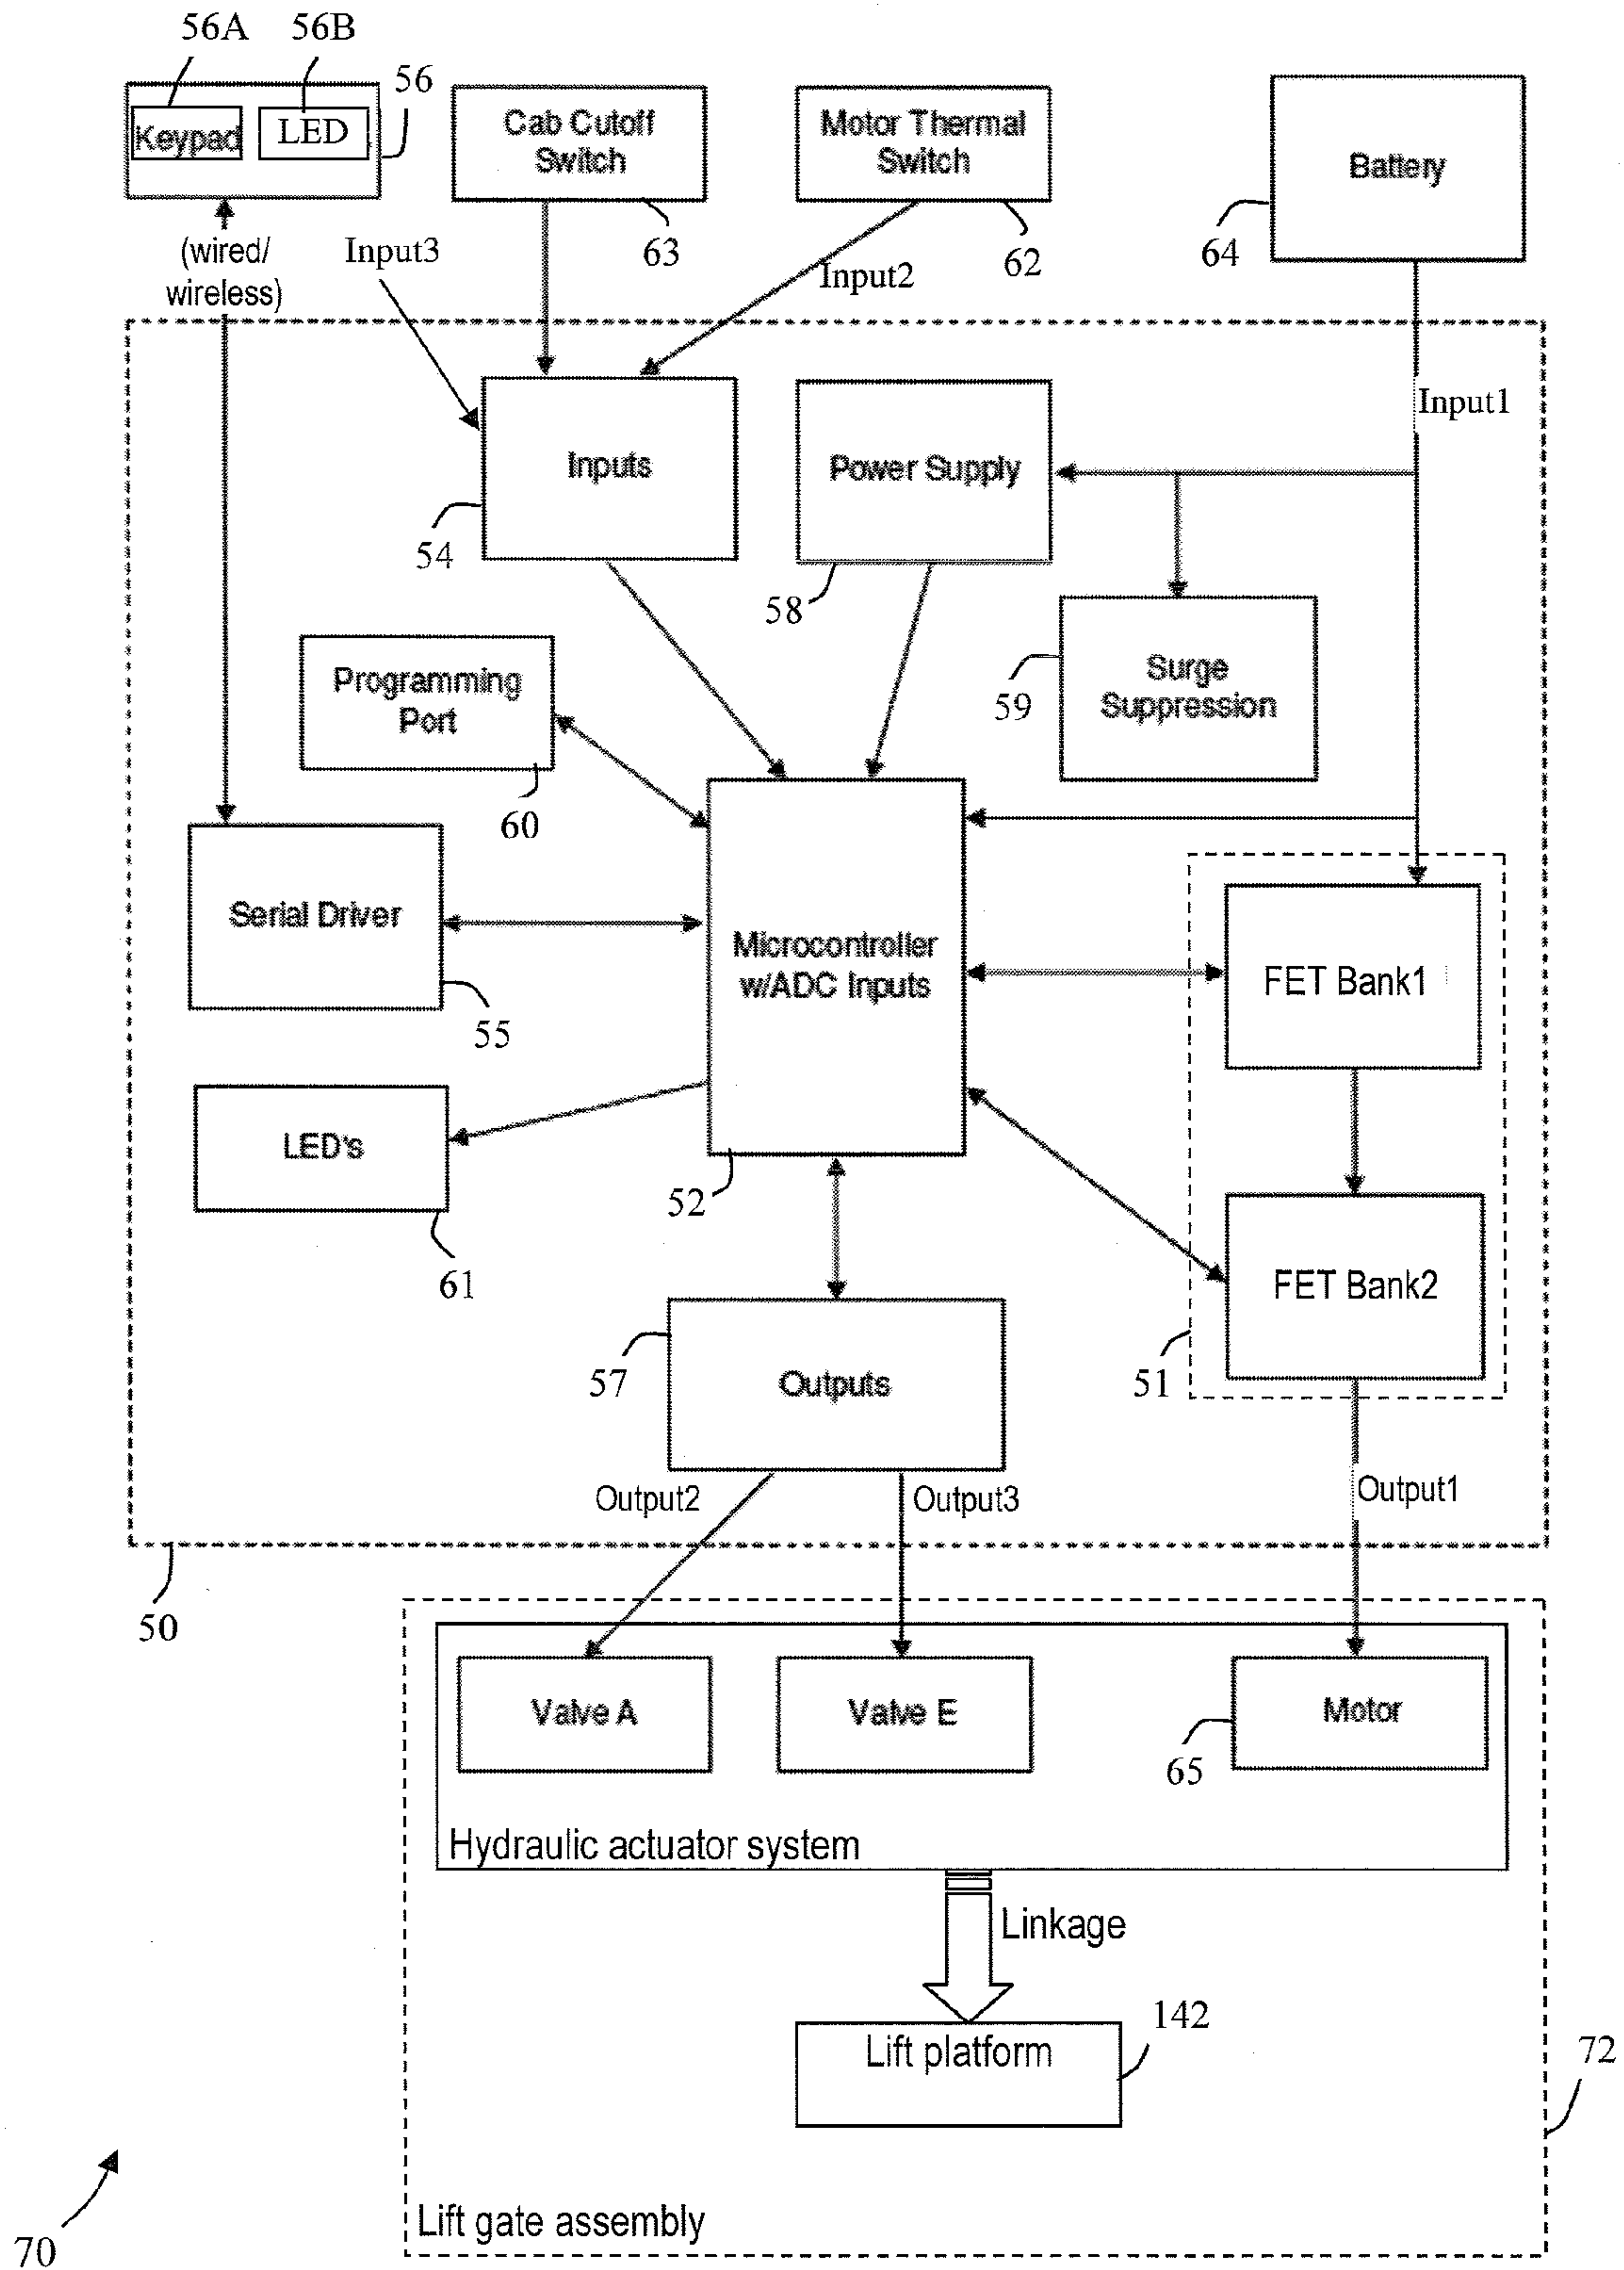 56A 56B
56
Keypad LED
Cab Cutoff
Switch
Motor Thermal
Switch
Battery
63
62
64
(wired/
wireless)
Input3
Input2
Input1
Inputs
Power Supply
54
58
Surge
Suppression
59
Programming
Port
60
Serial Driver
55
Microcontroller
w/ADC Inputs
52
FET Bank1
LED's
61
FET Bank2
51
57
Outputs
Output2
Output3
Output1
50
Valve A
Valve E
Motor
65
Hydraulic actuator system
Linkage
142
Lift platform
72
70
Lift gate assembly